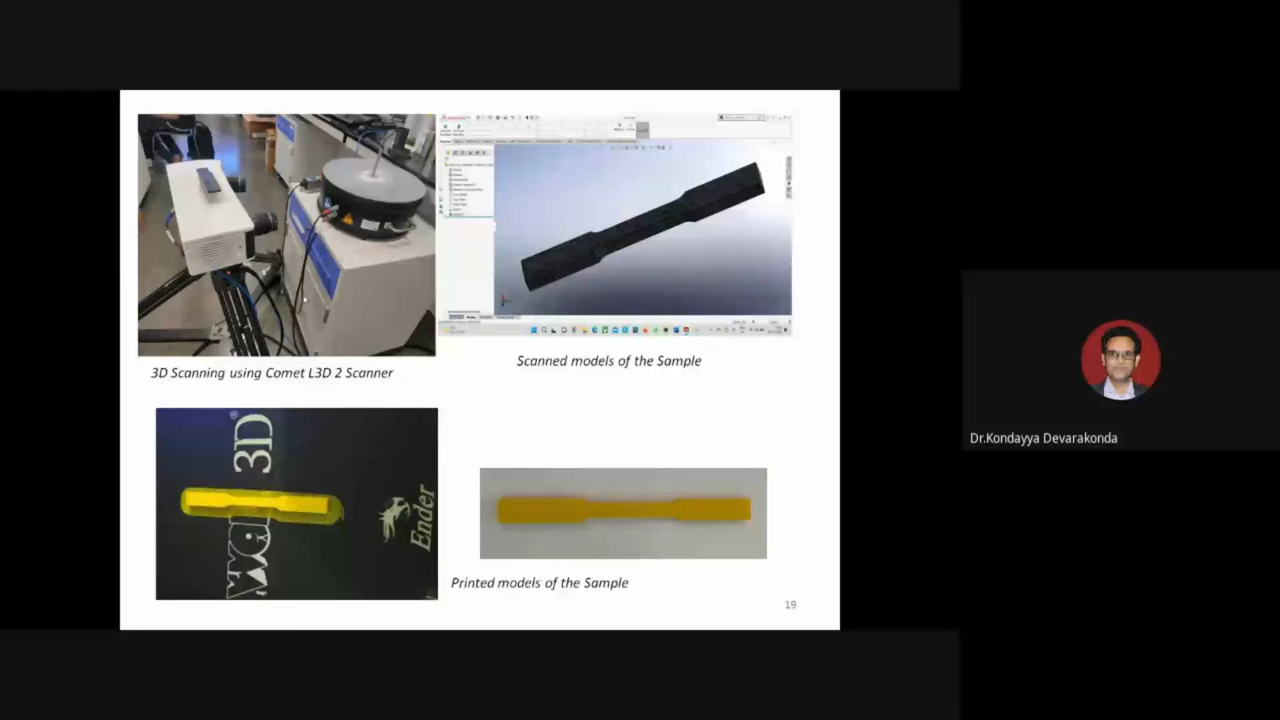 3D Scanning using Comet L3D 2 Scanner
Scanned models of the Sample
3D
Ender
Printed models of the Sample
19
Dr.Kondayya Devarakonda